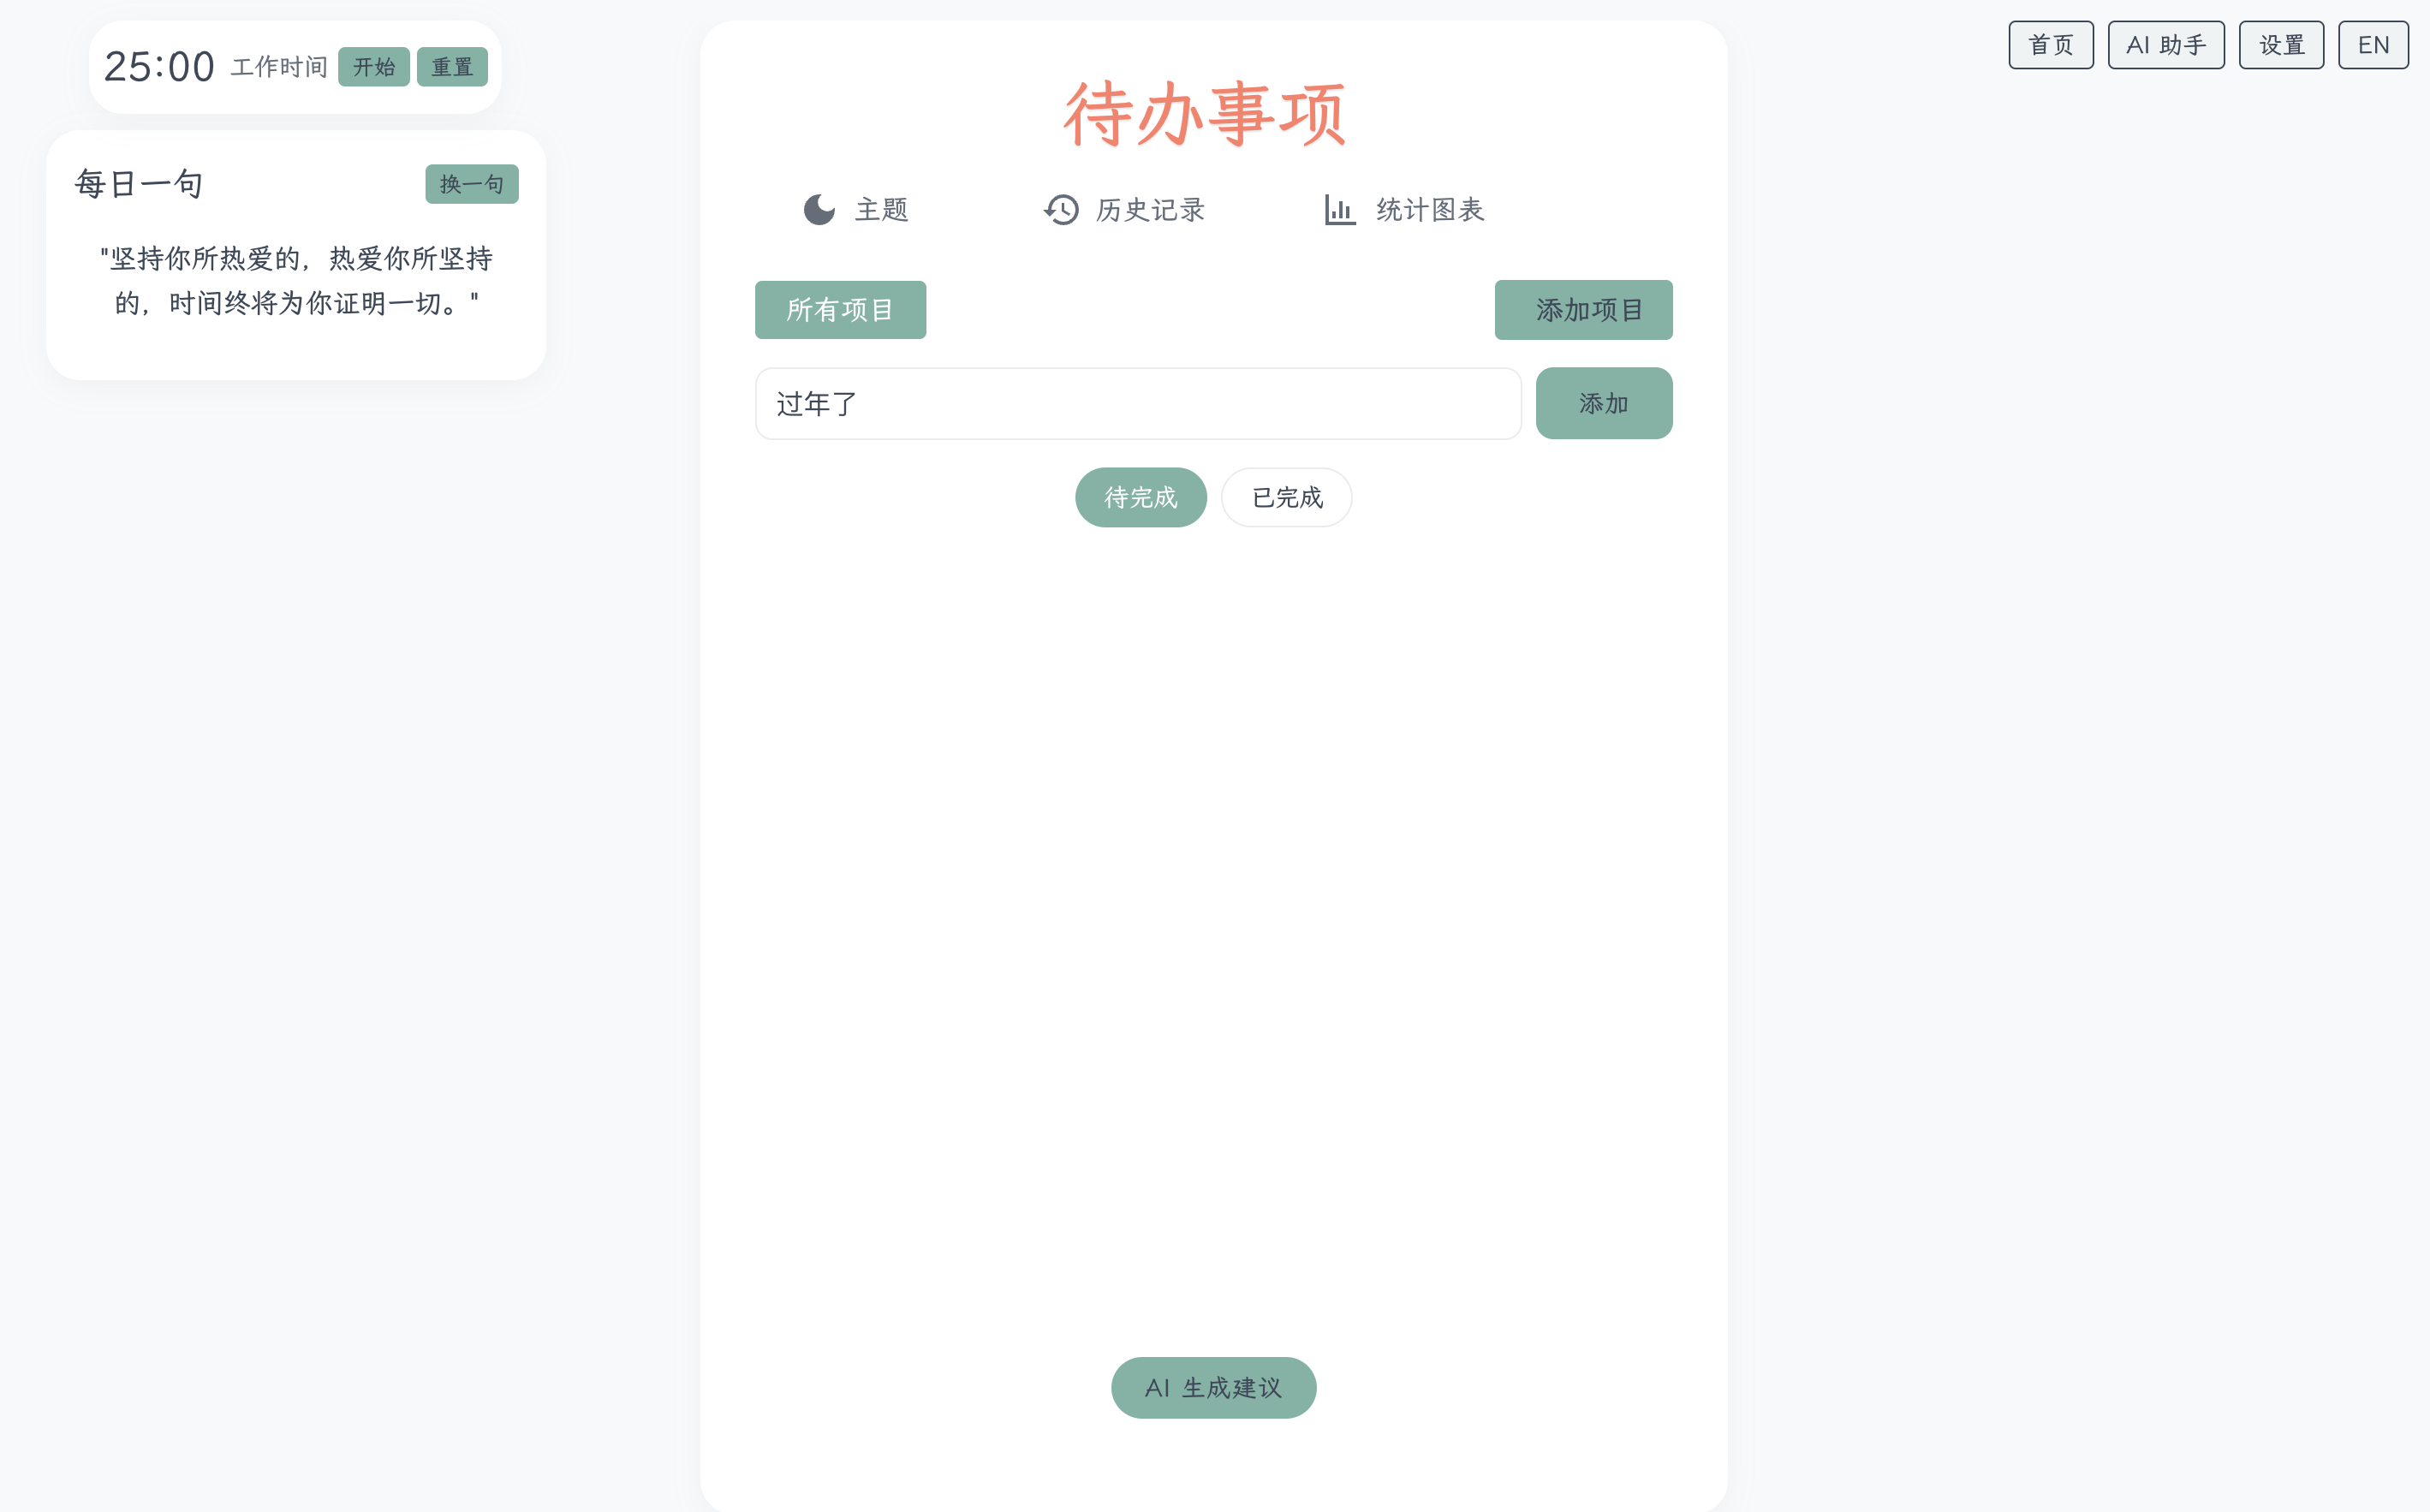 25:00 工作时间 开始 重置
首页 AI 助手 设置 EN
每日一句 换一句
"坚持你所热爱的，热爱你所坚持
的，时间终将为你证明一切。"
待办事项
主题 历史记录 统计图表
所有项目 添加项目
过年了 添加
待完成 已完成
AI 生成建议